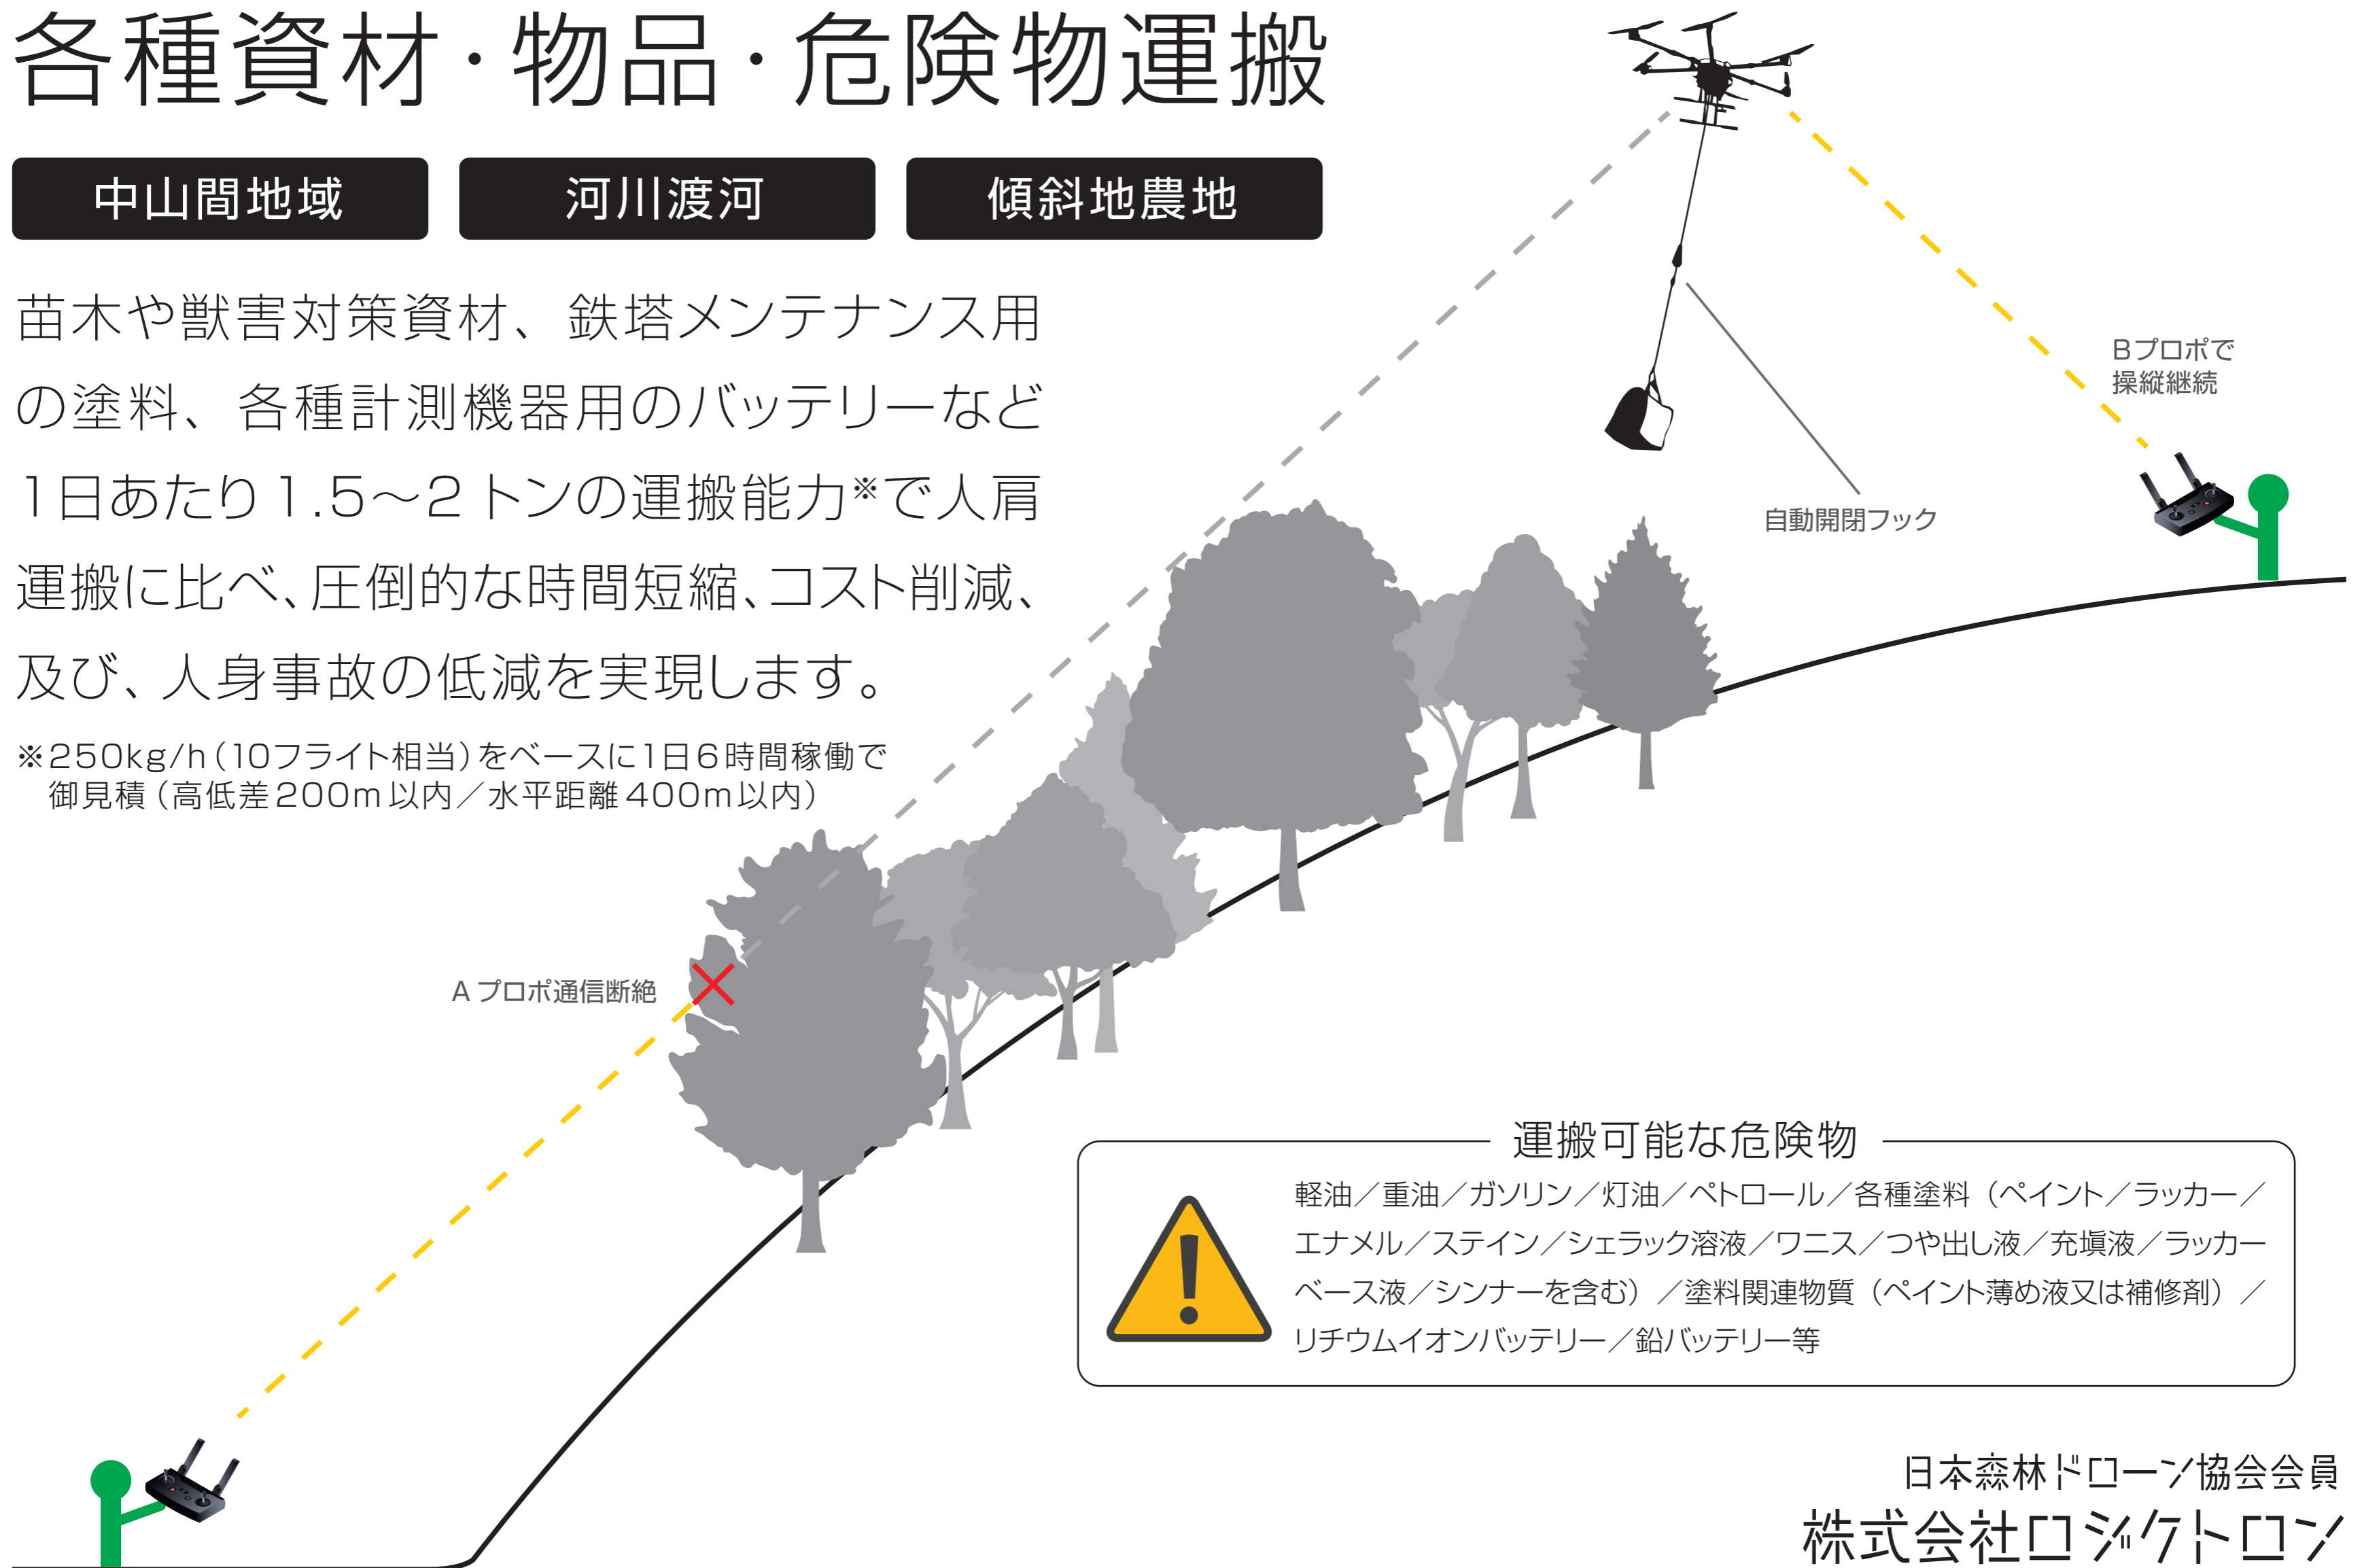 各種資材・物品・危険物運搬
中山間地域
河川渡河
傾斜地農地
苗木や獣害対策資材、鉄塔メンテナンス用
の塗料、各種計測機器用のバッテリーなど
1日あたり1.5～2トンの運搬能力※で人肩
運搬に比べ、圧倒的な時間短縮、コスト削減、
及び、人身事故の低減を実現します。
※250kg/h（10フライト相当）をベースに1日6時間稼働で
御見積（高低差200m以内／水平距離400m以内）
Bプロポで
操縦継続
自動開閉フック
Aプロポ通信断絶
運搬可能な危険物
軽油／重油／ガソリン／灯油／ペトロール／各種塗料（ペイント／ラッカー／
エナメル／ステイン／シェラック溶液／ワニス／つや出し液／充塡液／ラッカー
ベース液／シンナーを含む）／塗料関連物質（ペイント薄め液又は補修剤）／
リチウムイオンバッテリー／鉛バッテリー等
日本森林ドローン協会会員
株式会社ロジクトロン